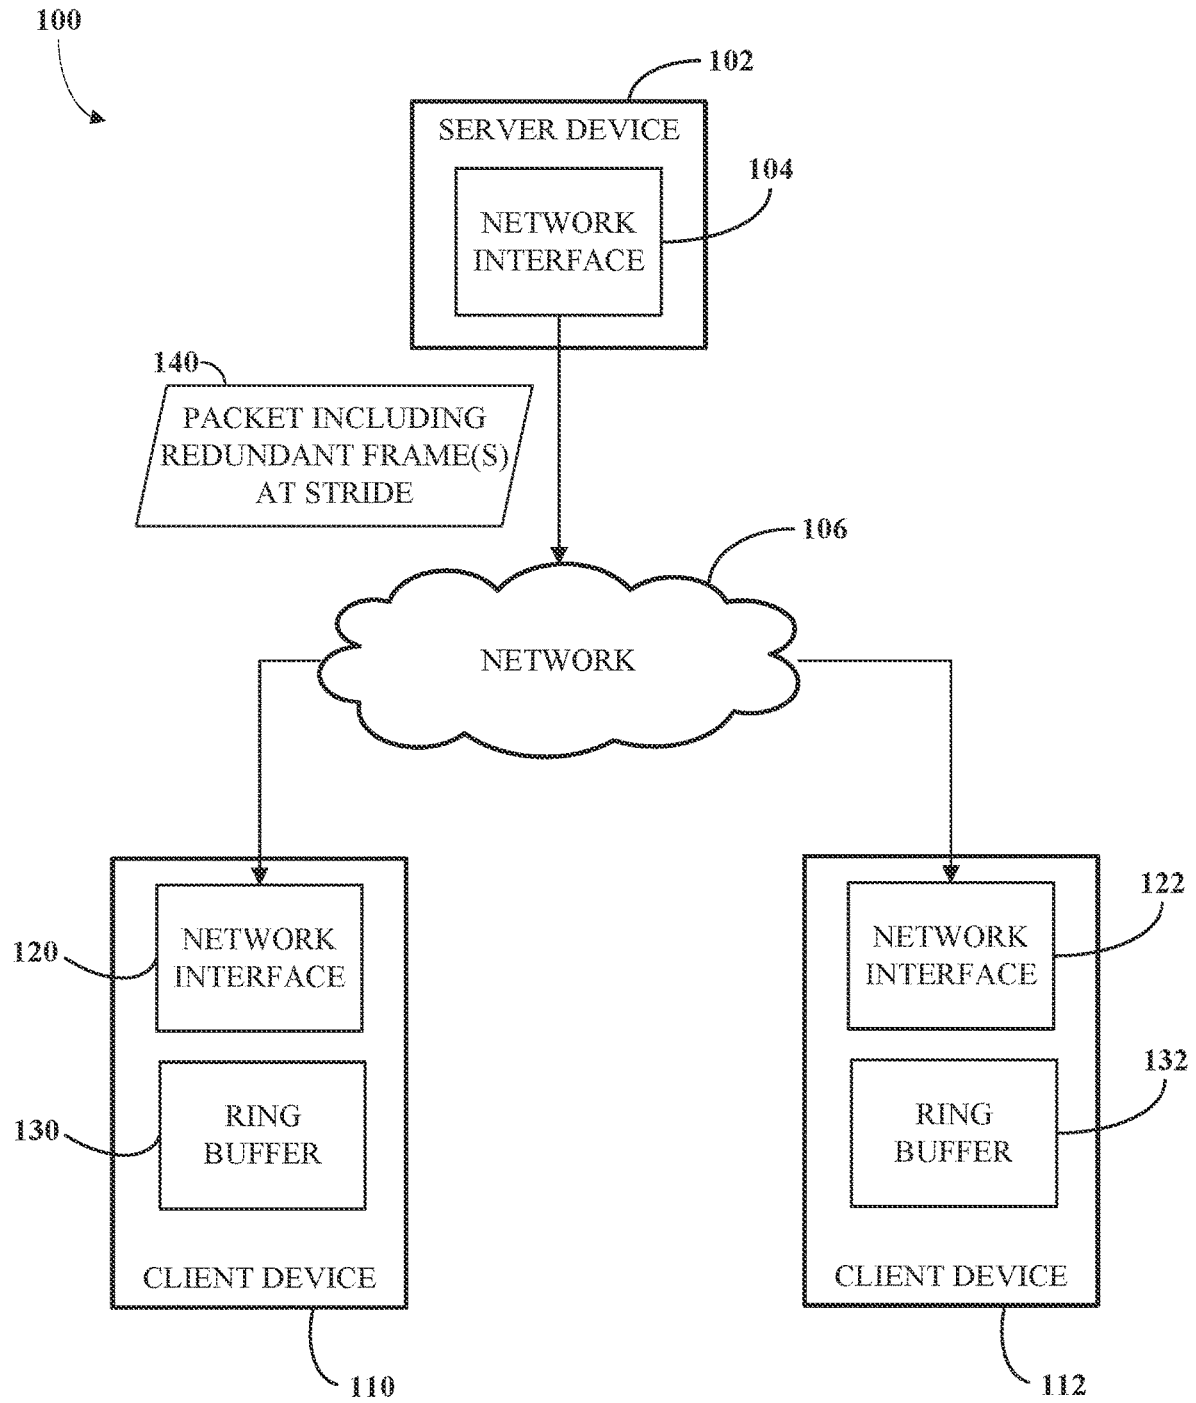 100
102
SERVER DEVICE
104
NETWORK
INTERFACE
140
PACKET INCLUDING
REDUNDANT FRAME(S)
AT STRIDE
106
NETWORK
120
NETWORK
INTERFACE
130
RING
BUFFER
CLIENT DEVICE
110
122
NETWORK
INTERFACE
132
RING
BUFFER
CLIENT DEVICE
112